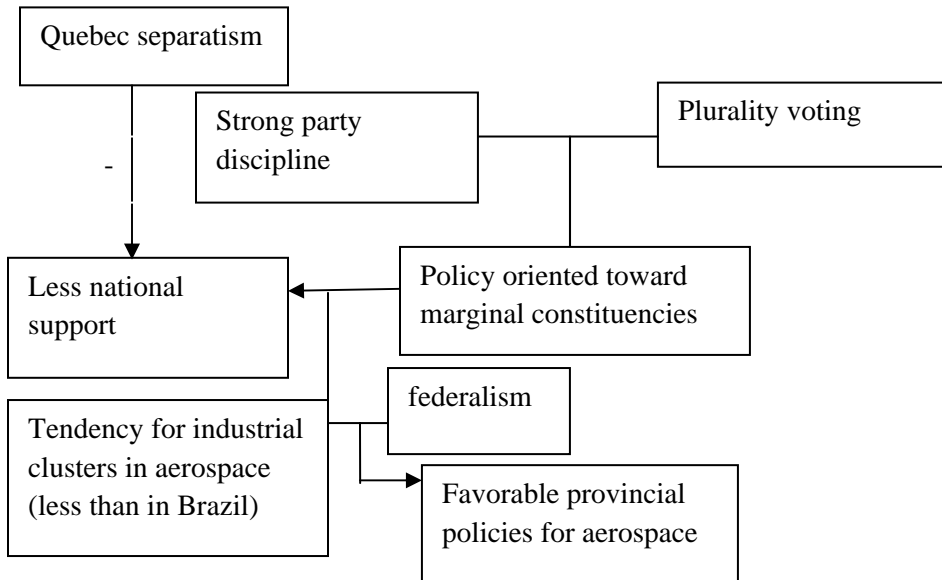 Quebec separatism
Strong party
discipline
Plurality voting
-
Less national
support
Policy oriented toward
marginal constituencies
federalism
Tendency for industrial
clusters in aerospace
(less than in Brazil)
Favorable provincial
policies for aerospace